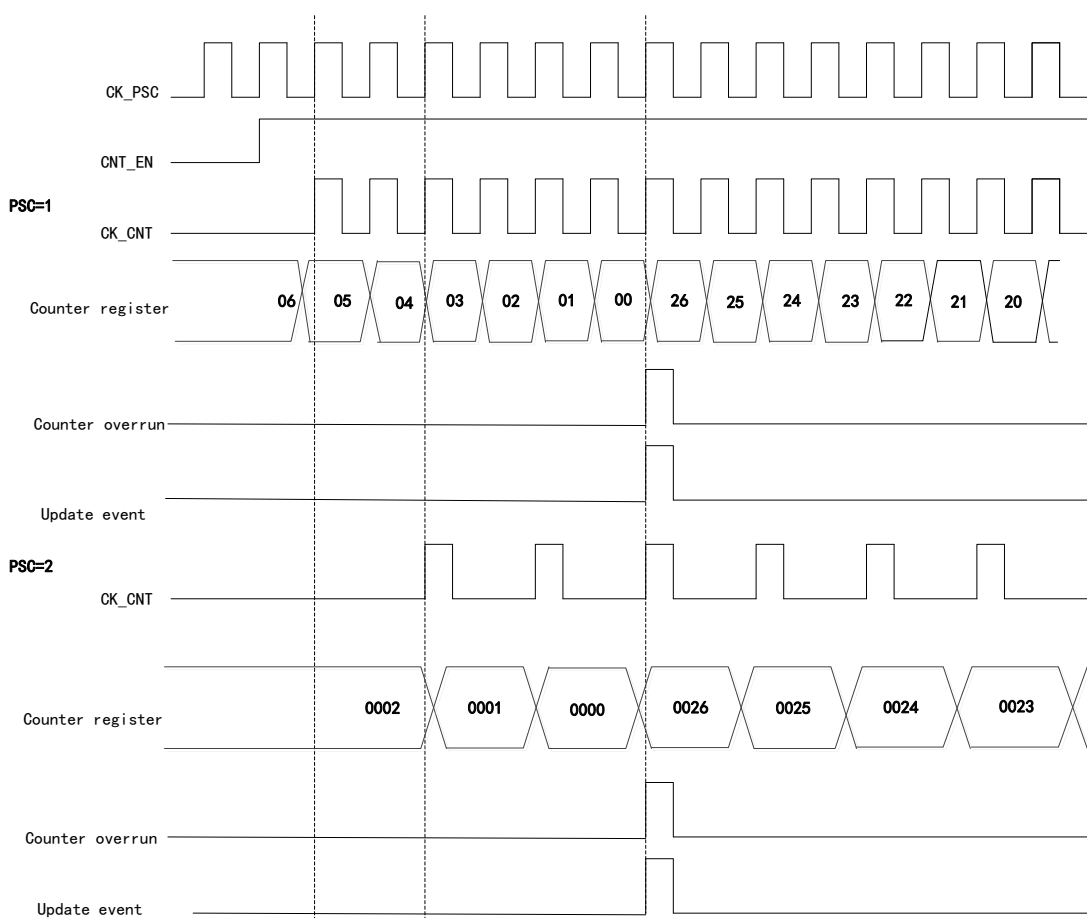 CK_PSC
CNT_EN
PSC=1
CK_CNT
Counter register 06 05 04 03 02 01 00 26 25 24 23 22 21 20
Counter overrun
Update event
PSC=2
CK_CNT
Counter register 0002 0001 0000 0026 0025 0024 0023
Counter overrun
Update event